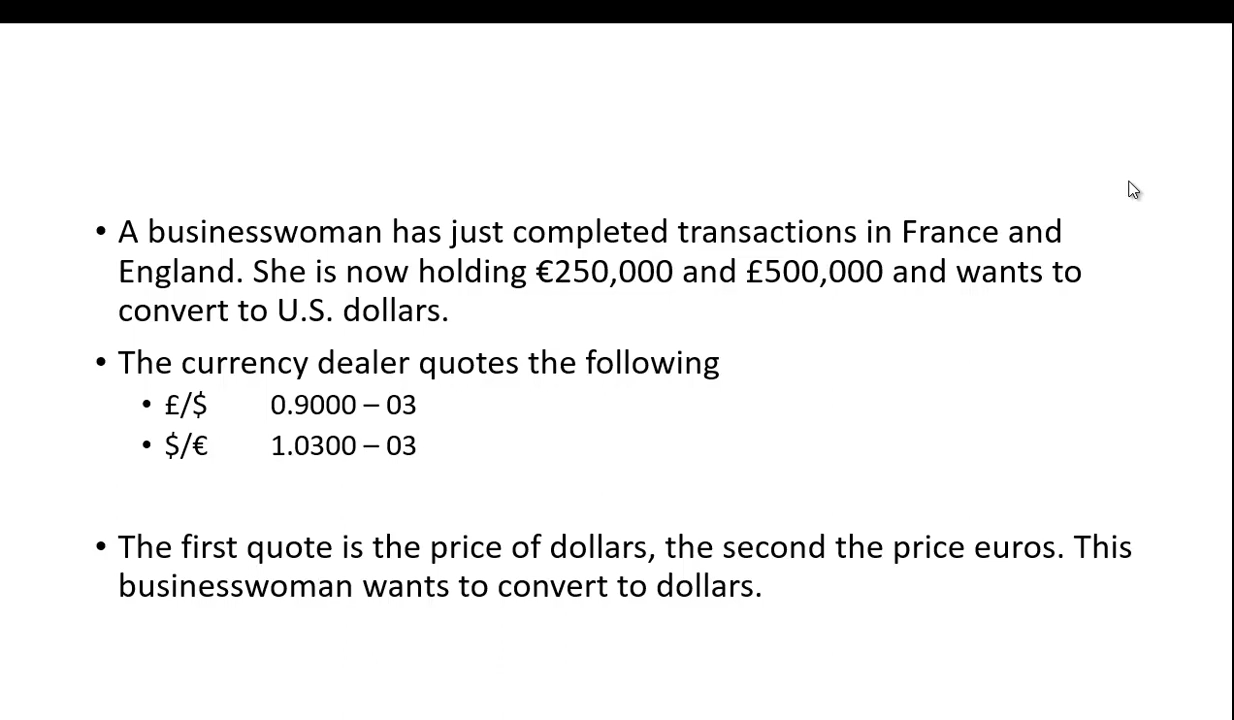 • A businesswoman has just completed transactions in France and
England. She is now holding €250,000 and £500,000 and wants to
convert to U.S. dollars.
• The currency dealer quotes the following
• £/$ 0.9000 – 03
• $/€ 1.0300 – 03
• The first quote is the price of dollars, the second the price euros. This
businesswoman wants to convert to dollars.